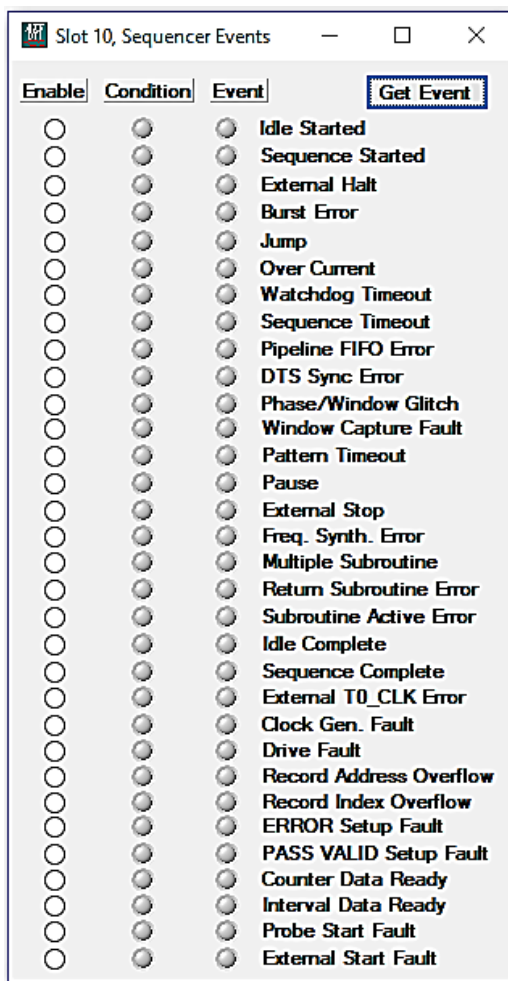 Slot 10, Sequencer Events
Enable Condition Event Get Event
Idle Started
Sequence Started
External Halt
Burst Error
Jump
Over Current
Watchdog Timeout
Sequence Timeout
Pipeline FIFO Error
DTS Sync Error
Phase/Window Glitch
Window Capture Fault
Pattern Timeout
Pause
External Stop
Freq. Synth. Error
Multiple Subroutine
Return Subroutine Error
Subroutine Active Error
Idle Complete
Sequence Complete
External T0_CLK Error
Clock Gen. Fault
Drive Fault
Record Address Overflow
Record Index Overflow
ERROR Setup Fault
PASS VALID Setup Fault
Counter Data Ready
Interval Data Ready
Probe Start Fault
External Start Fault